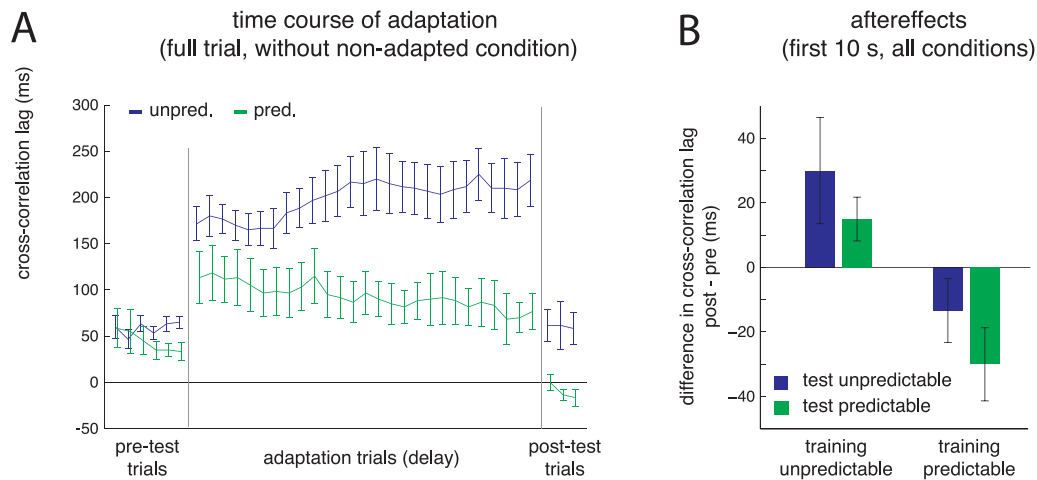 A
time course of adaptation
(full trial, without non-adapted condition)
cross-correlation lag (ms)
300
250
200
150
100
50
0
-50
unpred.
pred.
pre-test
trials
adaptation trials (delay)
post-test
trials
B
aftereffects
(first 10 s, all conditions)
difference in cross-correlation lag
post - pre (ms)
40
20
0
−20
−40
test unpredictable
test predictable
training
unpredictable
training
predictable